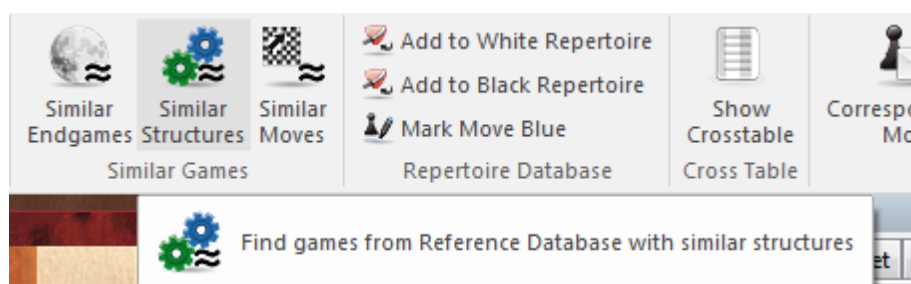 Similar Endgames
Similar Structures
Similar Moves
Similar Games
Add to White Repertoire
Add to Black Repertoire
Mark Move Blue
Repertoire Database
Show Crosstable
Cross Table
Find games from Reference Database with similar structures